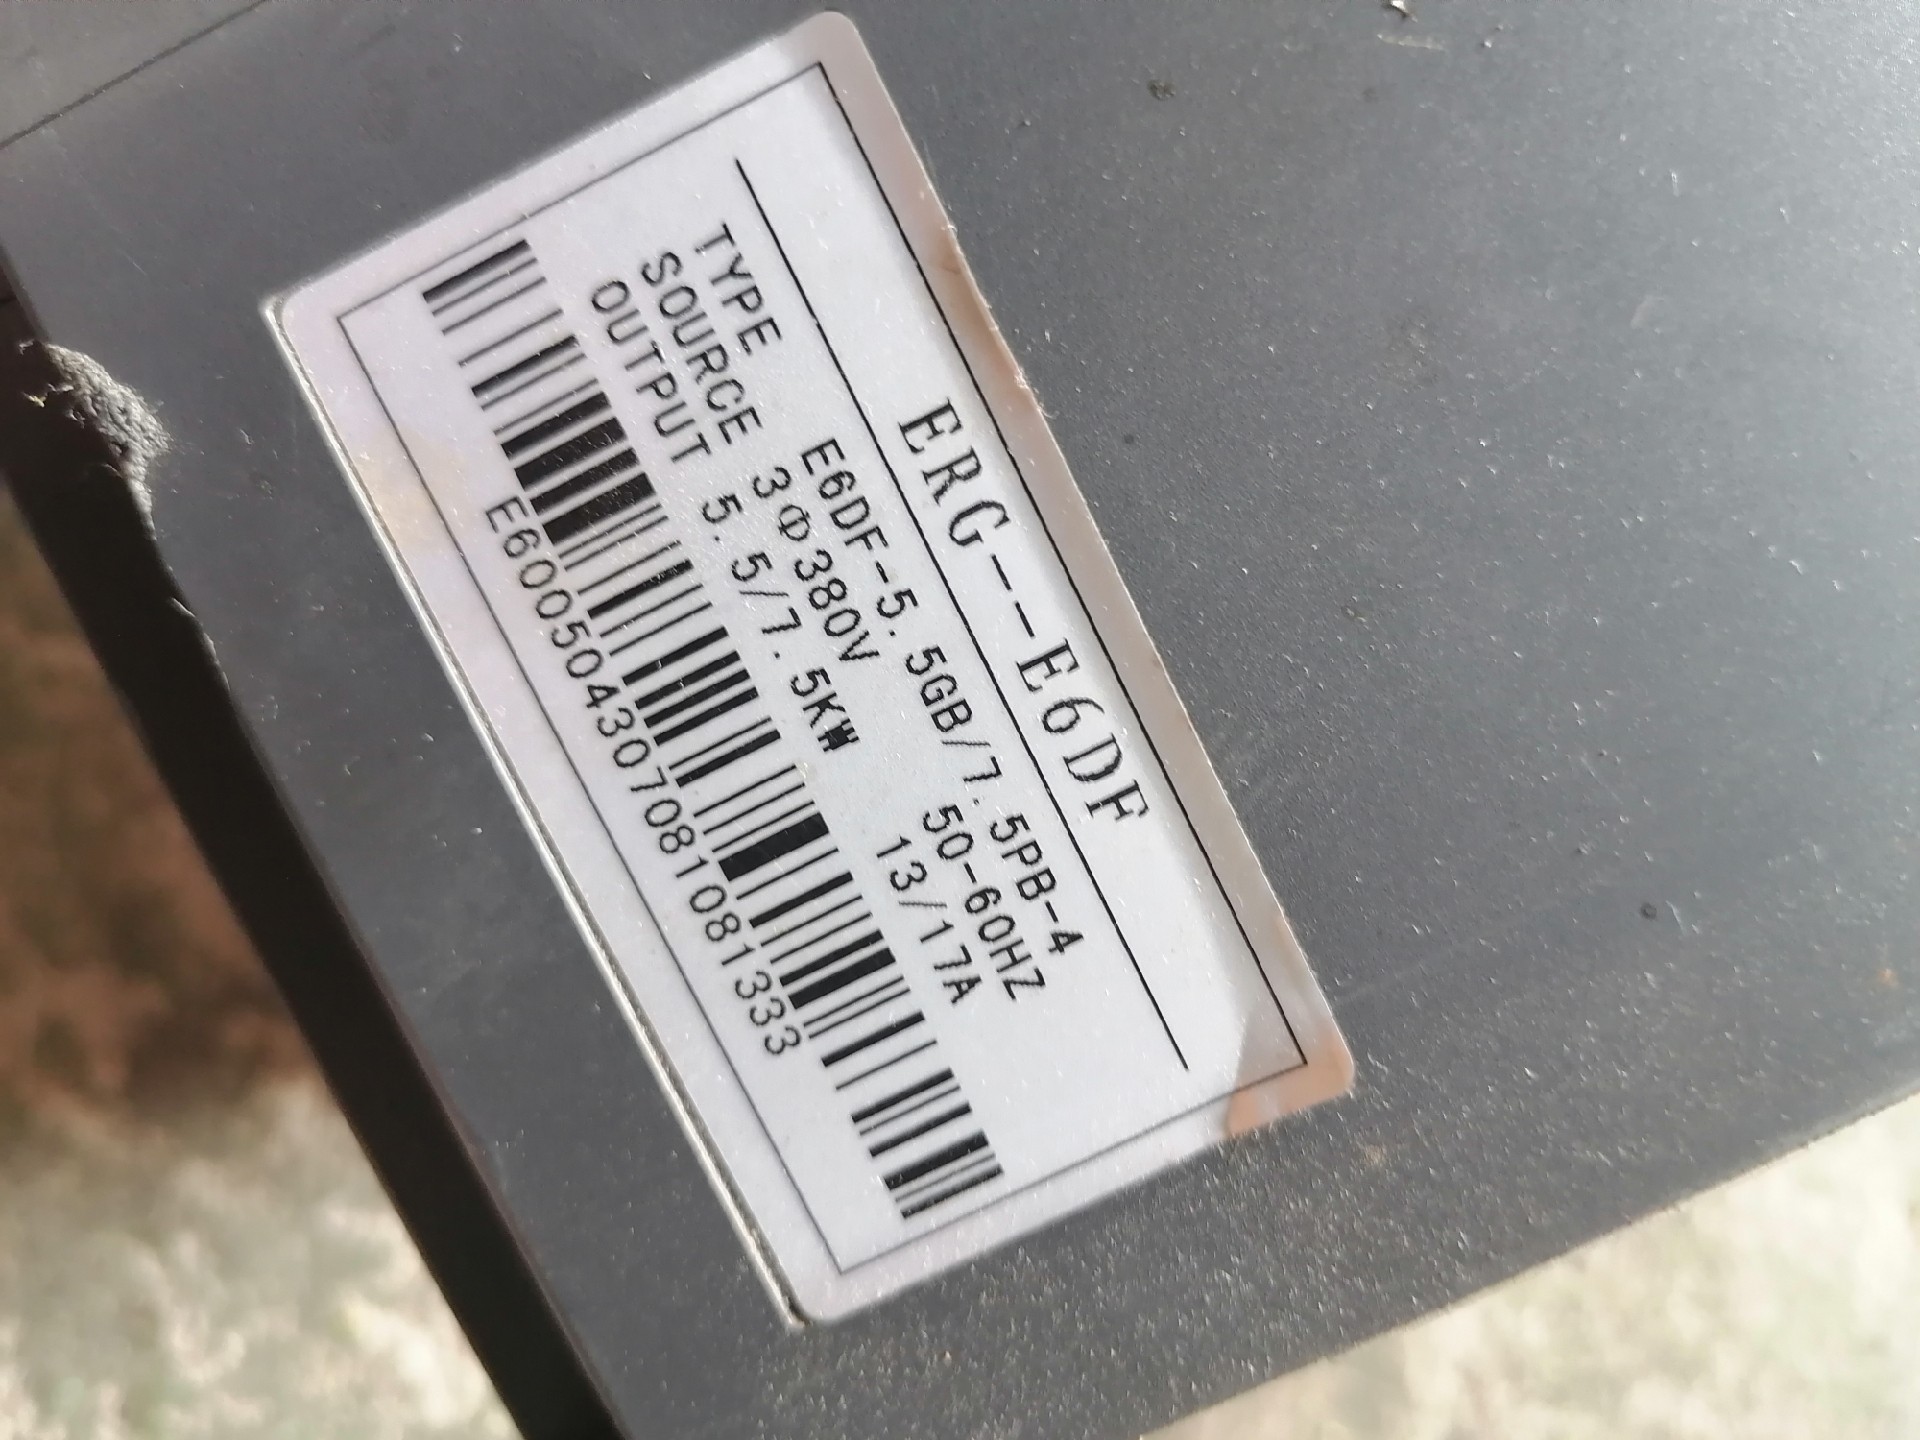 ERG--E6DF
TYPE E6DF-5.5GB/7.5PB-4
SOURCE 3Φ380V 50-60HZ
OUTPUT 5.5/7.5KW 13/17A
E600504307081081333